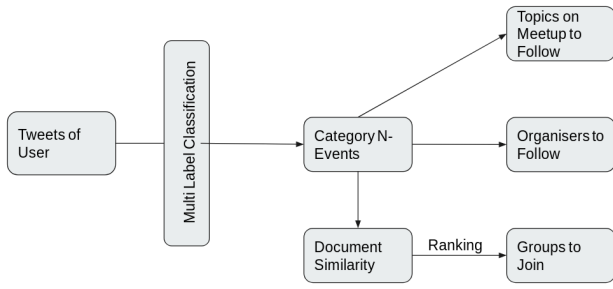 Topics on
Meetup to
Follow
Tweets of
User
Multi Label Classification
Category N-
Events
Organisers to
Follow
Document
Similarity
Ranking
Groups to
Join